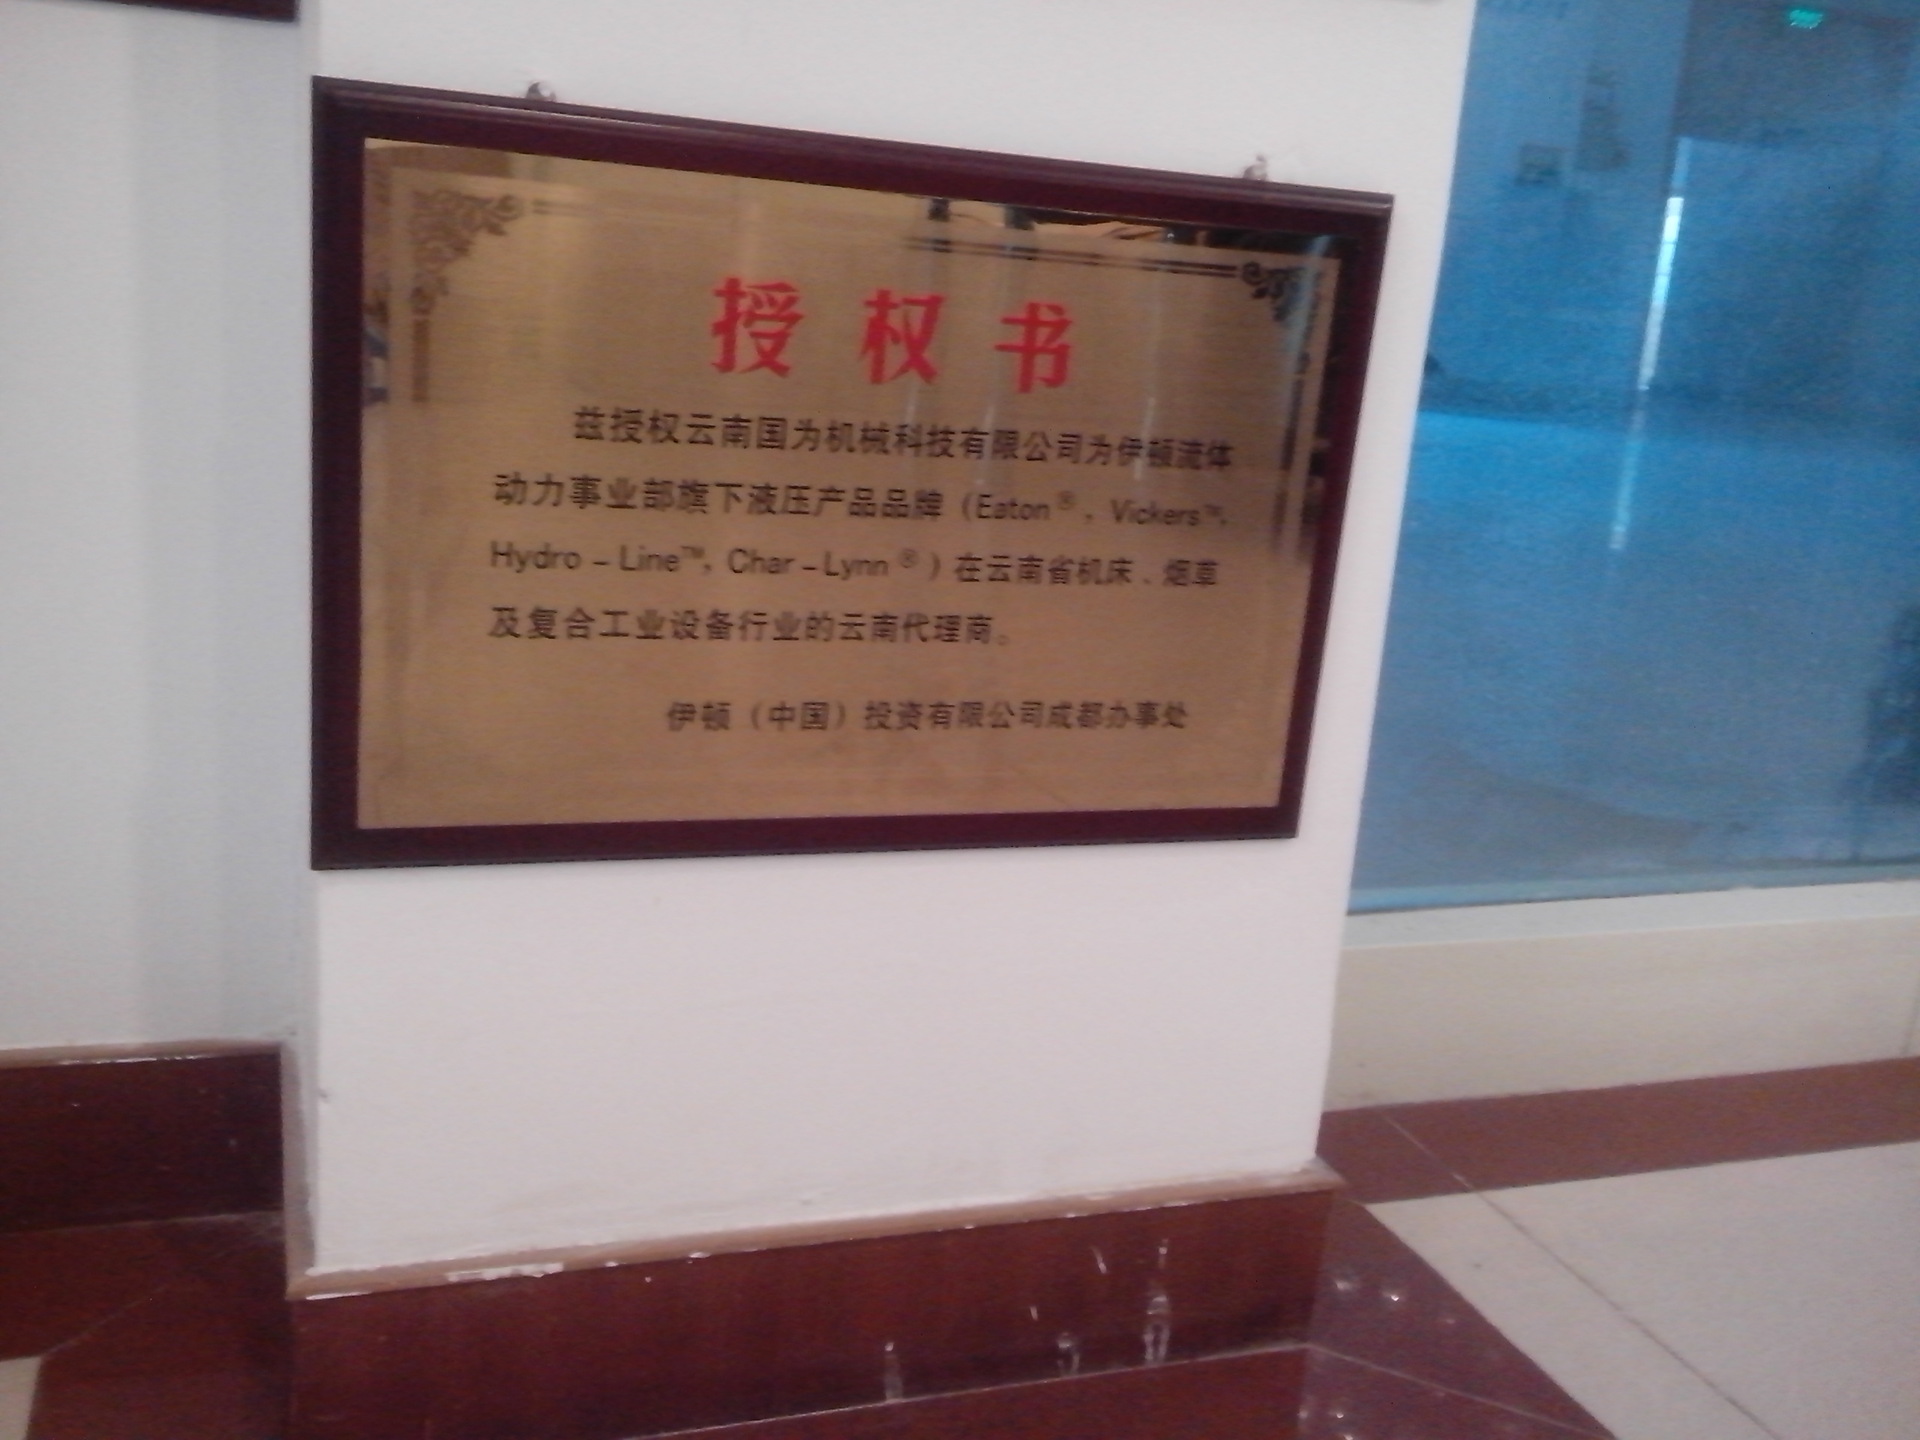 授权书
兹授权云南国为机械科技有限公司为伊顿流体
动力事业部旗下液压产品品牌（Eaton®，Vickers™，
Hydro－Line™，Char－Lynn®）在云南省机床、烟草
及复合工业设备行业的云南代理商。
伊顿（中国）投资有限公司成都办事处